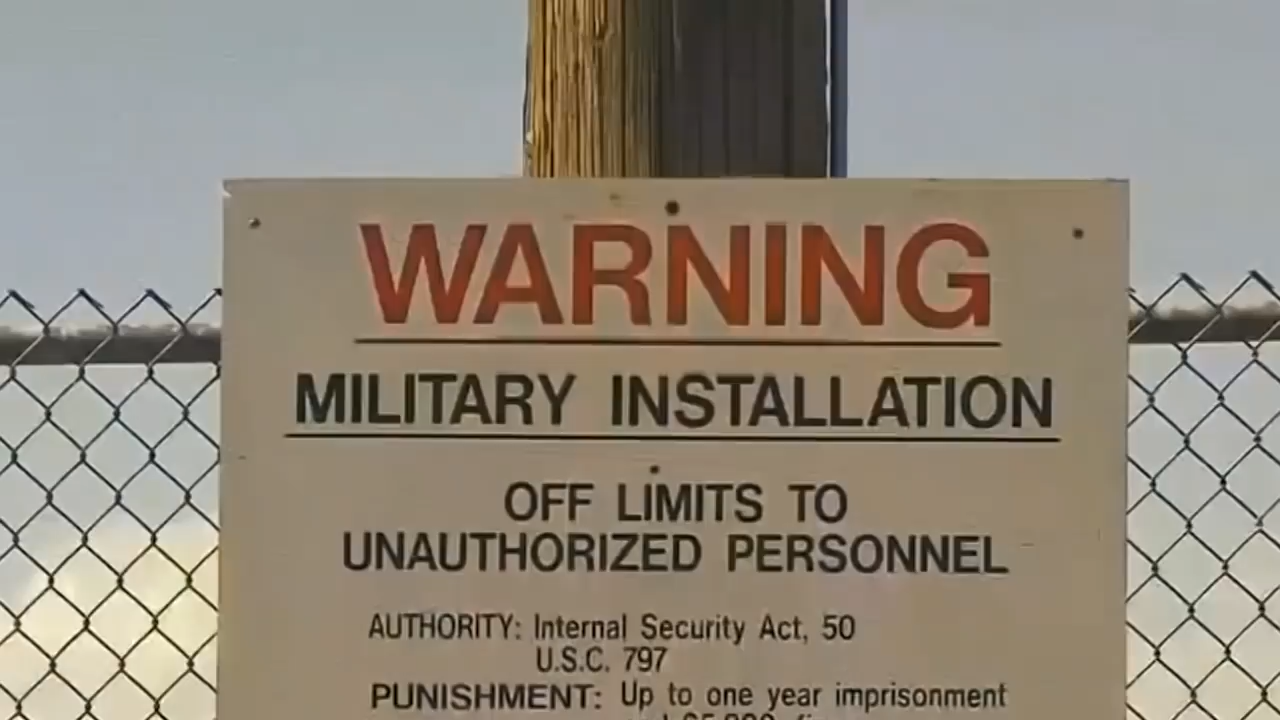 WARNING
MILITARY INSTALLATION
OFF LIMITS TO
UNAUTHORIZED PERSONNEL
AUTHORITY: Internal Security Act, 50
U.S.C. 797
PUNISHMENT: Up to one year imprisonment